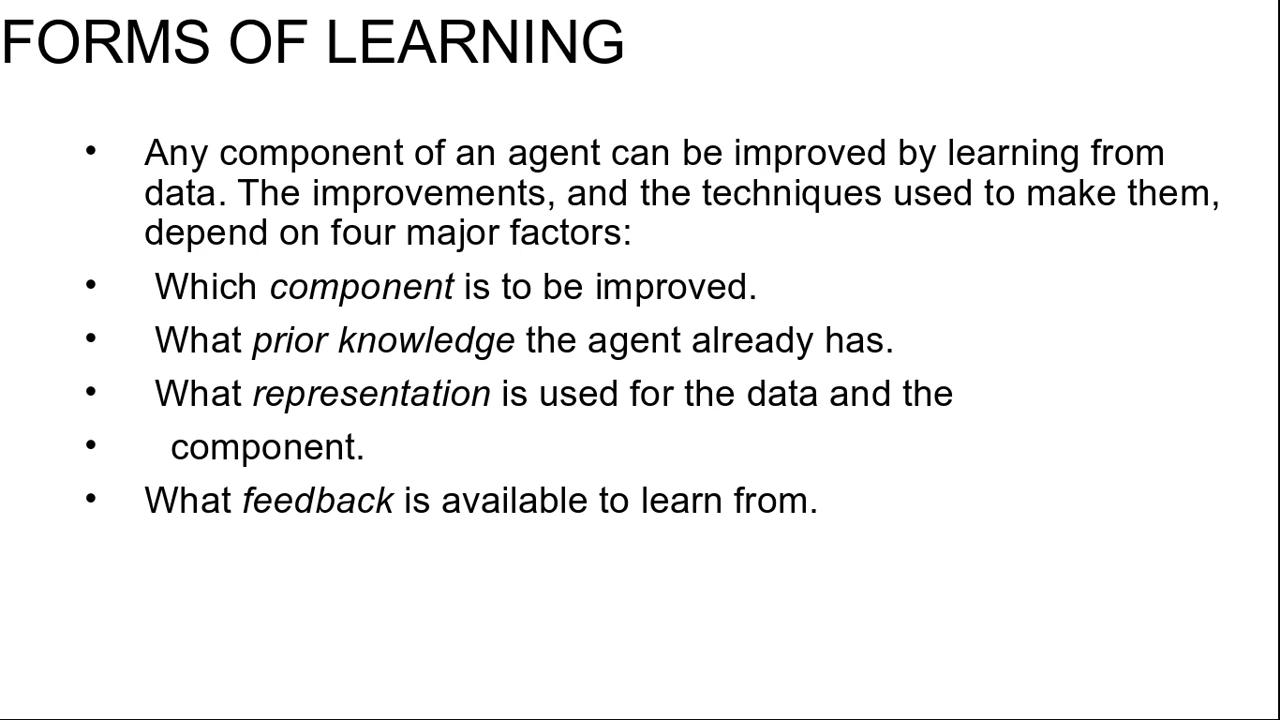 FORMS OF LEARNING
• Any component of an agent can be improved by learning from
data. The improvements, and the techniques used to make them,
depend on four major factors:
• Which component is to be improved.
• What prior knowledge the agent already has.
• What representation is used for the data and the
• component.
• What feedback is available to learn from.